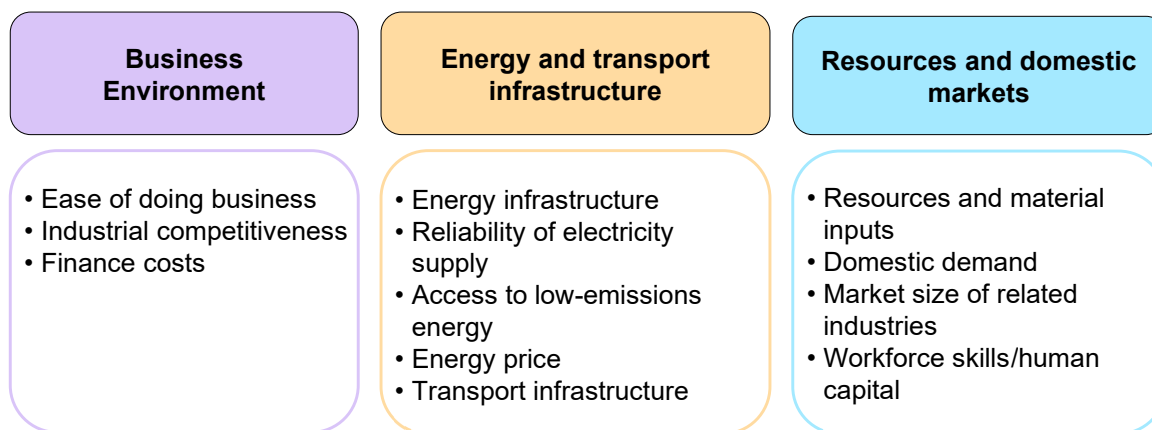 Business
Environment
• Ease of doing business
• Industrial competitiveness
• Finance costs
Energy and transport
infrastructure
• Energy infrastructure
• Reliability of electricity
supply
• Access to low-emissions
energy
• Energy price
• Transport infrastructure
Resources and domestic
markets
• Resources and material
inputs
• Domestic demand
• Market size of related
industries
• Workforce skills/human
capital